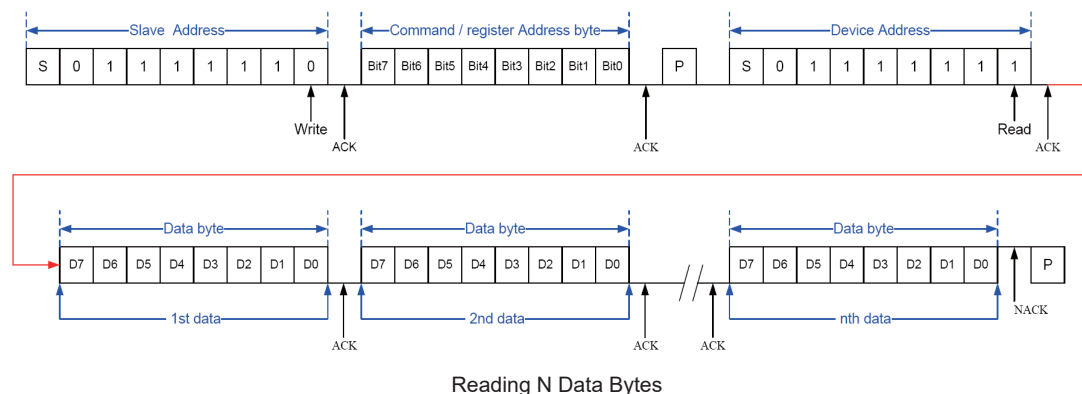 Slave Address Command / register Address byte Device Address
S 0 1 1 1 1 1 1 0 Bit7 Bit6 Bit5 Bit4 Bit3 Bit2 Bit1 Bit0 P S 0 1 1 1 1 1 1 1
Write ACK ACK Read ACK
Data byte Data byte Data byte
D7 D6 D5 D4 D3 D2 D1 D0 D7 D6 D5 D4 D3 D2 D1 D0 // D7 D6 D5 D4 D3 D2 D1 D0 P
1st data ACK 2nd data ACK ACK nth data NACK
Reading N Data Bytes